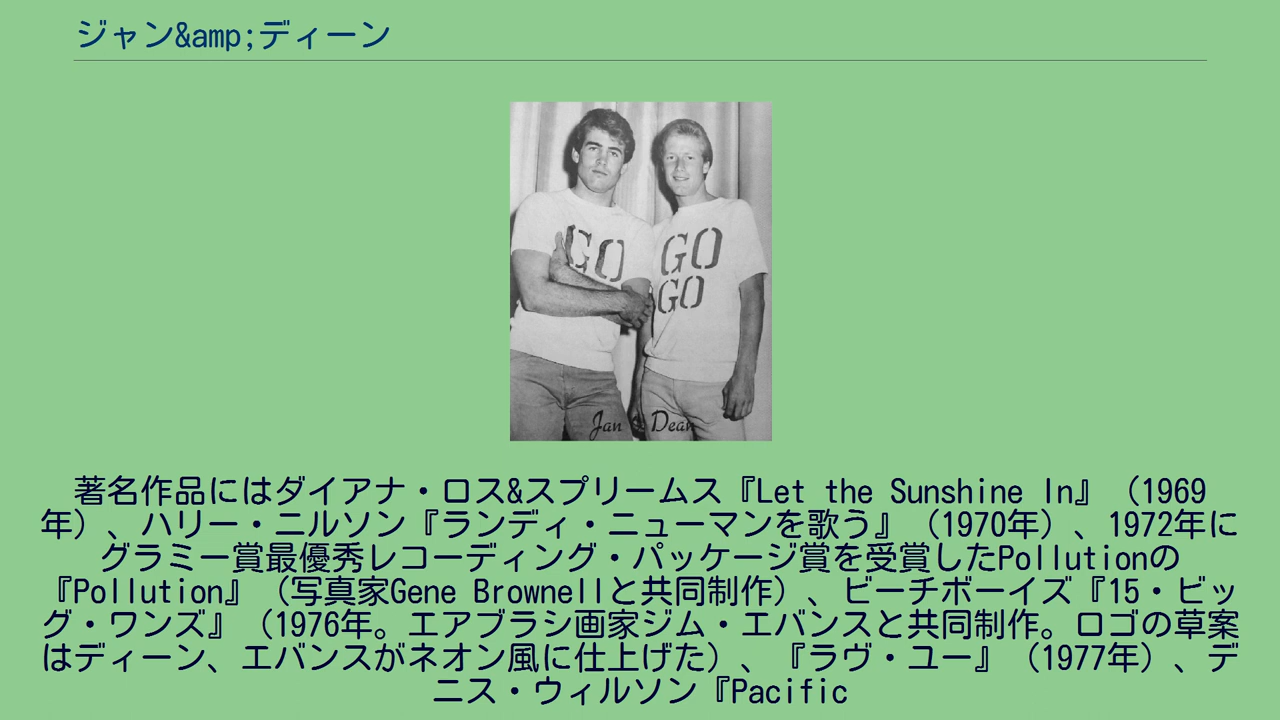 ジャン&amp;ディーン
GO GO
GO
Jan & Dean
著名作品にはダイアナ・ロス&スプリームス『Let the Sunshine In』（1969
年）、ハリー・ニルソン『ランディ・ニューマンを歌う』（1970年）、1972年に
グラミー賞最優秀レコーディング・パッケージ賞を受賞したPollutionの
『Pollution』（写真家Gene Brownellと共同制作）、ビーチボーイズ『15・ビッ
グ・ワンズ』（1976年。エアブラシ画家ジム・エバンスと共同制作。ロゴの草案
はディーン、エバンスがネオン風に仕上げた）、『ラヴ・ユー』（1977年）、デ
ニス・ウィルソン『Pacific